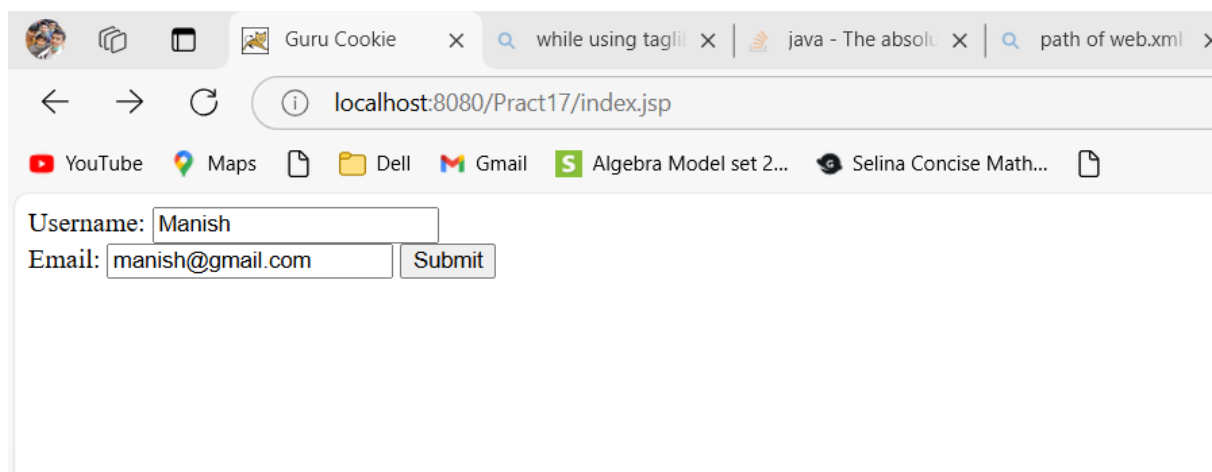 Guru Cookie while using tagli java - The absolu path of web.xml
localhost:8080/Pract17/index.jsp
YouTube Maps Dell Gmail S Algebra Model set 2... G Selina Concise Math...
Username: Manish
Email: manish@gmail.com Submit